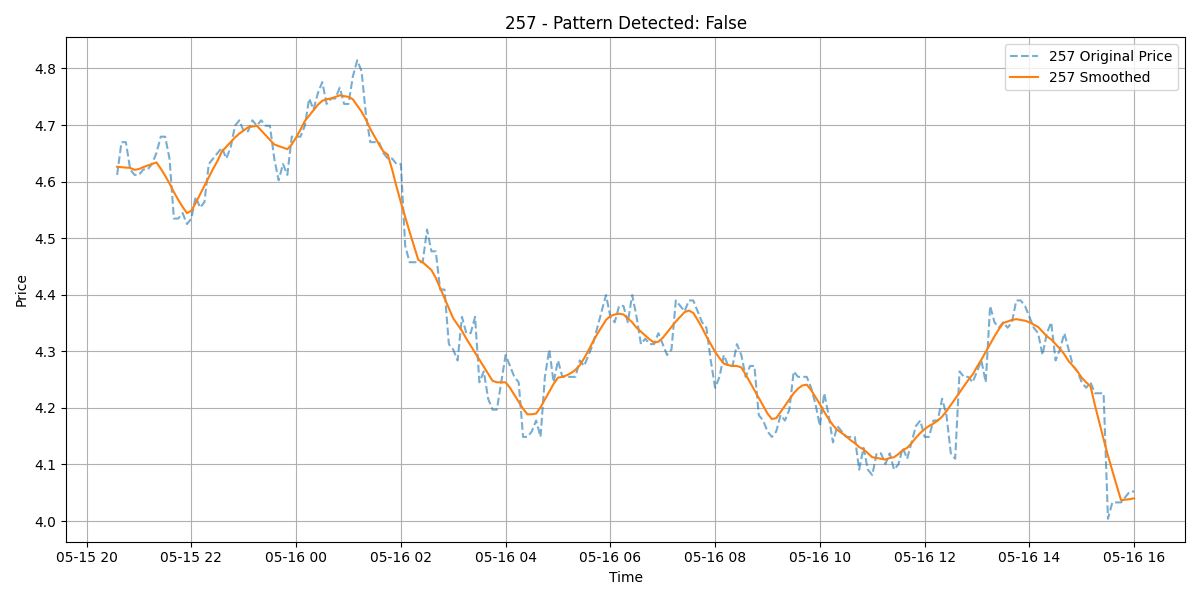 257 - Pattern Detected: False
257 Original Price
257 Smoothed
4.8
4.7
4.6
4.5
4.4
4.3
4.2
4.1
4.0
Price
05-15 20 05-15 22 05-16 00 05-16 02 05-16 04 05-16 06 05-16 08 05-16 10 05-16 12 05-16 14 05-16 16
Time